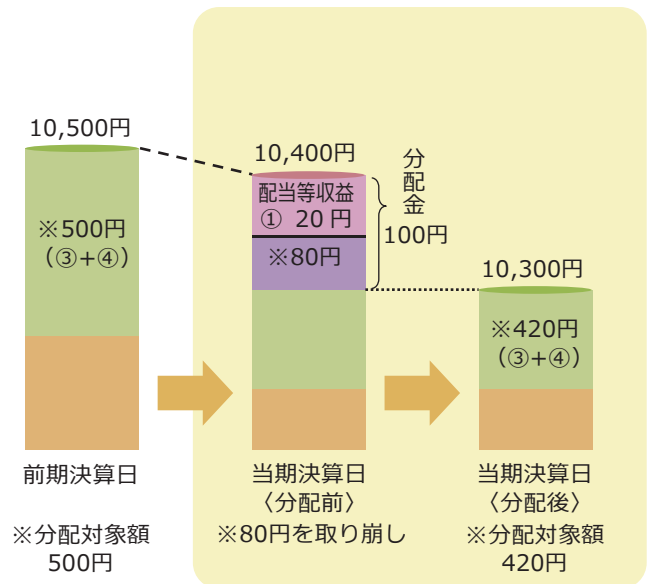 10,500円
※500円
（③+④）
前期決算日
※分配対象額
500円
10,400円
配当等収益
① 20 円
※80円
分配金
100円
当期決算日
〈分配前〉
※80円を取り崩し
10,300円
※420円
（③+④）
当期決算日
〈分配後〉
※分配対象額
420円